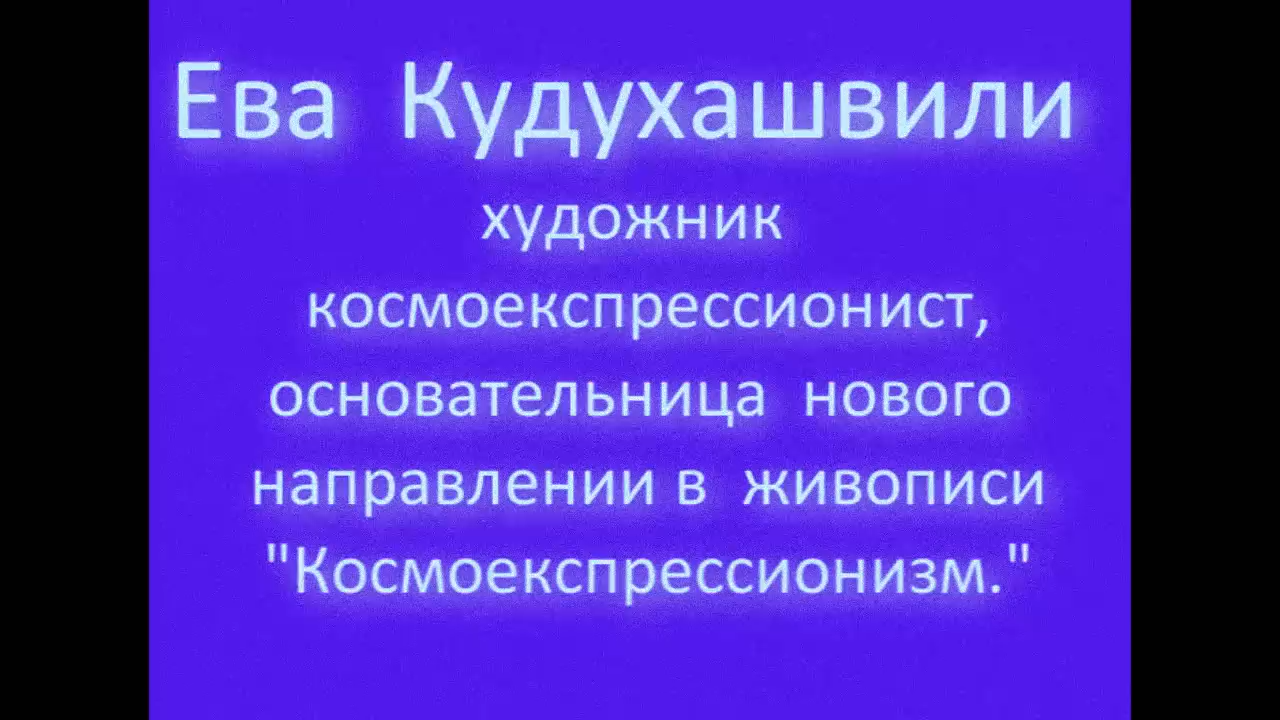 Ева Кудухашвили
художник
космоекспрессионист,
основательница нового
направлении в живописи
"Космоекспрессионизм."